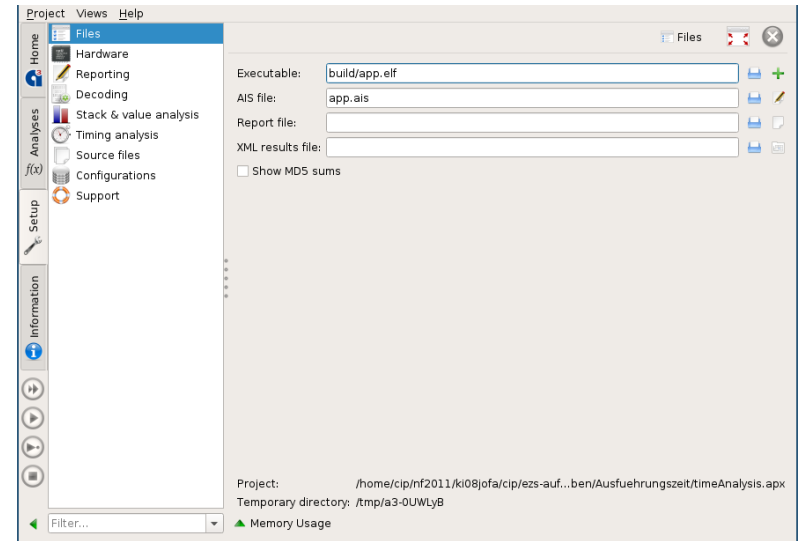 Project Views Help
Home
Analyses
f(x)
Setup
Information
Files
Hardware
Reporting
Decoding
Stack & value analysis
Timing analysis
Source files
Configurations
Support
Filter...
Files
Executable: build/app.elf
AIS file: app.ais
Report file:
XML results file:
Show MD5 sums
Project: /home/cip/nf2011/ki08jofa/cip/ezs-auf...ben/Ausfuehrungszeit/timeAnalysis.apx
Temporary directory: /tmp/a3-0UWLyB
Memory Usage